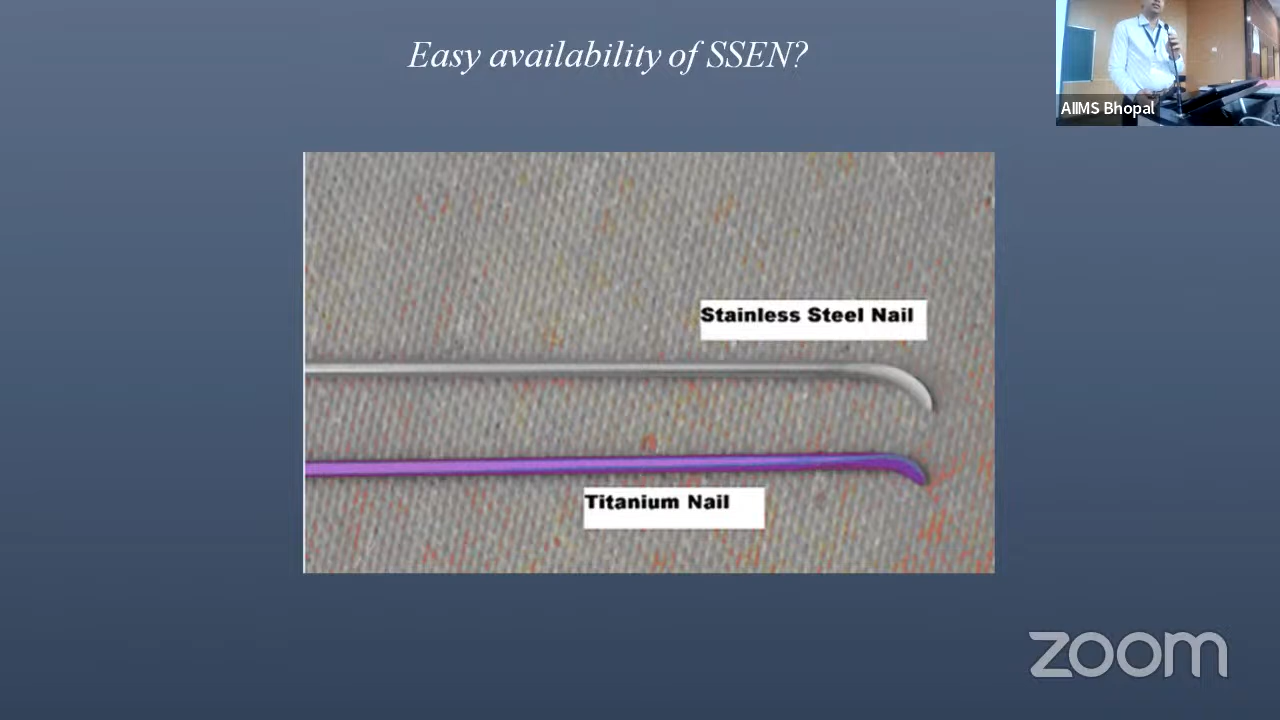 Easy availability of SSEN?
AIIMS Bhopal
Stainless Steel Nail
Titanium Nail
zoom